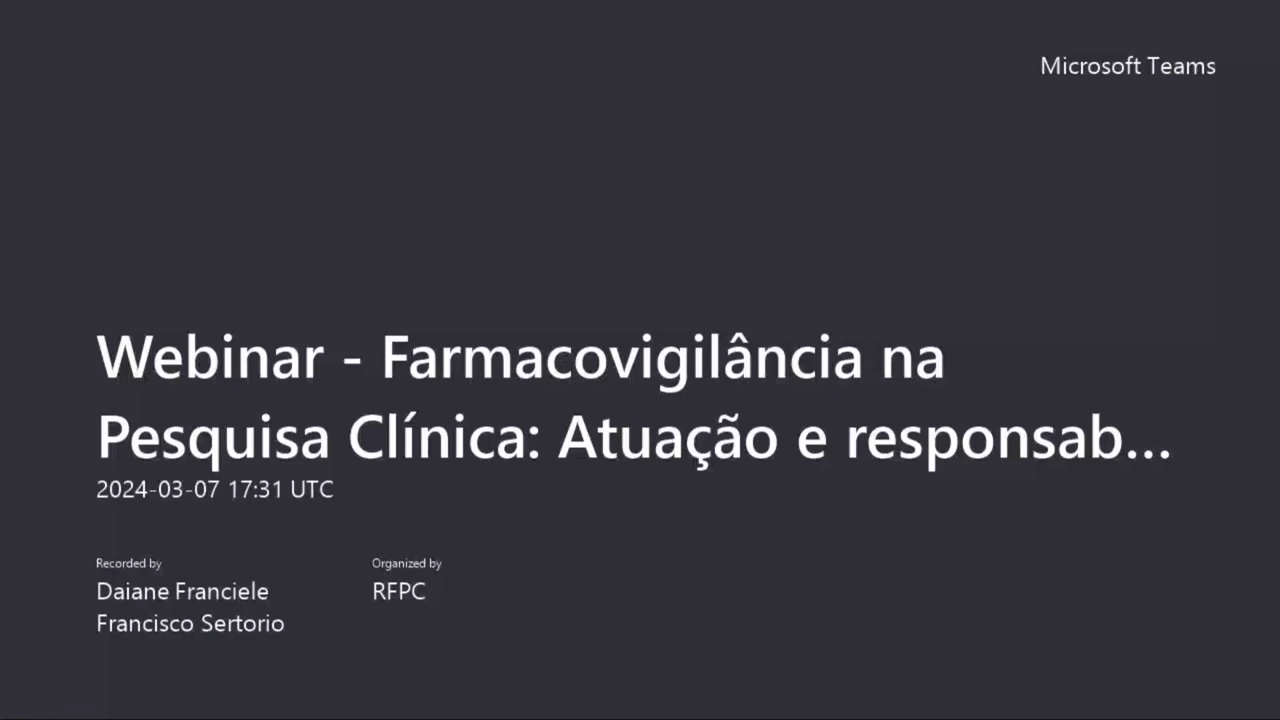 Microsoft Teams
Webinar - Farmacovigilância na
Pesquisa Clínica: Atuação e responsab...
2024-03-07 17:31 UTC
Recorded by
Organized by
Daiane Franciele
RFPC
Francisco Sertorio